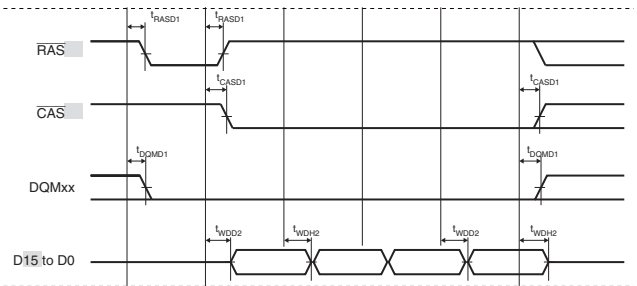 tRASD1 tRASD1
RAS
tCASD1 tCASD1
CAS
tDQMD1 tDQMD1
DQMxx
tWDD2 tWDH2 tWDD2 tWDH2
D15 to D0